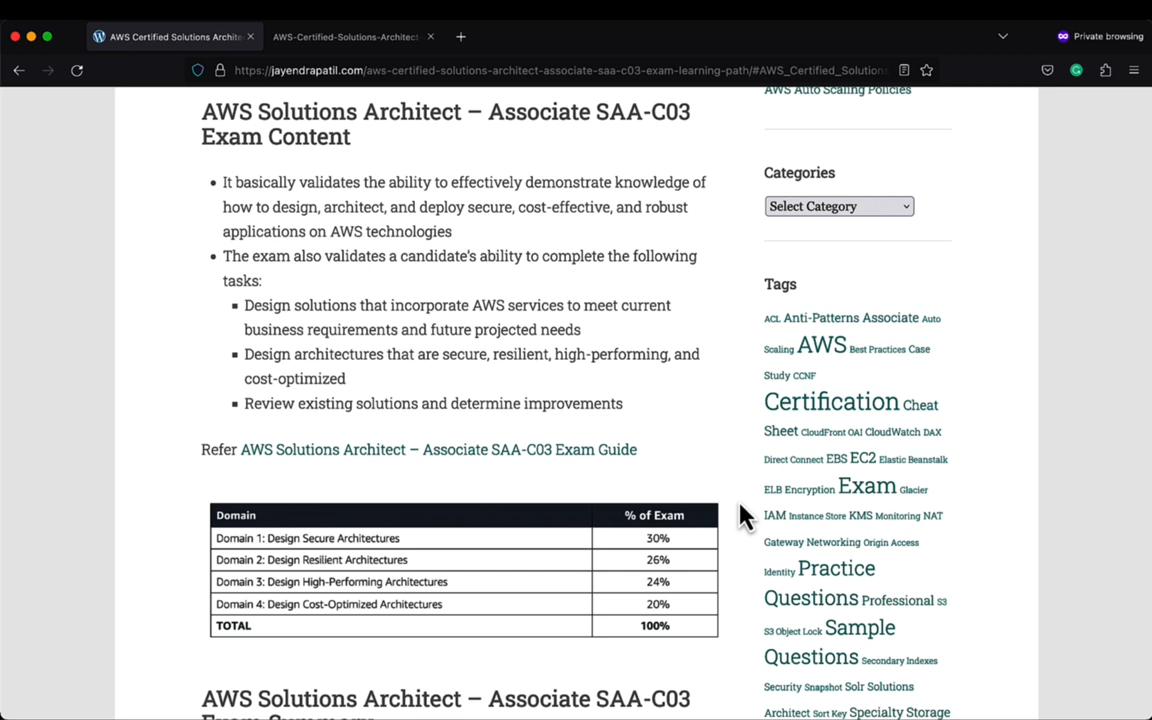 AWS Certified Solutions Archite
AWS-Certified-Solutions-Architect
Private browsing
https://jayendrapatil.com/aws-certified-solutions-architect-associate-saa-c03-exam-learning-path/#AWS_Certified_Solutions
AWS Solutions Architect – Associate SAA-C03
Exam Content
It basically validates the ability to effectively demonstrate knowledge of
how to design, architect, and deploy secure, cost-effective, and robust
applications on AWS technologies
The exam also validates a candidate's ability to complete the following
tasks:
Design solutions that incorporate AWS services to meet current
business requirements and future projected needs
Design architectures that are secure, resilient, high-performing, and
cost-optimized
Review existing solutions and determine improvements
Refer AWS Solutions Architect – Associate SAA-C03 Exam Guide
Domain % of Exam
Domain 1: Design Secure Architectures 30%
Domain 2: Design Resilient Architectures 26%
Domain 3: Design High-Performing Architectures 24%
Domain 4: Design Cost-Optimized Architectures 20%
TOTAL 100%
AWS Solutions Architect – Associate SAA-C03
Exam Summary
AWS Auto Scaling Policies
Categories
Select Category
Tags
ACL Anti-Patterns Associate Auto
Scaling AWS Best Practices Case
Study CCNF
Certification Cheat
Sheet CloudFront OAI CloudWatch DAX
Direct Connect EBS EC2 Elastic Beanstalk
ELB Encryption Exam Glacier
IAM Instance Store KMS Monitoring NAT
Gateway Networking Origin Access
Identity Practice
Questions Professional S3
S3 Object Lock Sample
Questions Secondary Indexes
Security Snapshot Solr Solutions
Architect Sort Key Specialty Storage